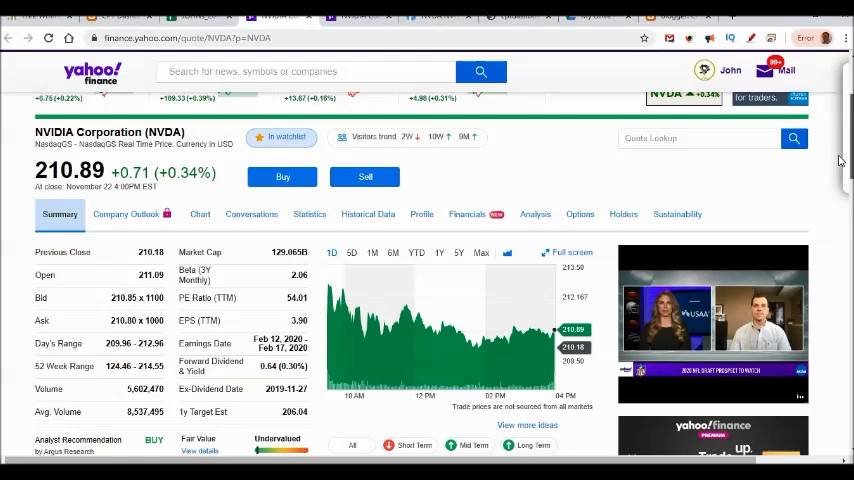 JOHNS_20
finance.yahoo.com/quote/NVDA?p=NVDA
Error
yahoo!
finance
Search for news, symbols or companies
John
99+
Mail
+6.75 (+0.22%)
+109.33 (+0.39%)
+13.67 (+0.16%)
+4.98 (+0.31%)
NVDA +0.34%
for traders.
NVIDIA Corporation (NVDA)
NasdaqGS - NasdaqGS Real Time Price. Currency in USD
In watchlist
Visitors trend 2W 10W 9M
Quote Lookup
210.89 +0.71 (+0.34%)
At close: November 22 4:00PM EST
Buy
Sell
Summary
Company Outlook
Chart
Conversations
Statistics
Historical Data
Profile
Financials NEW
Analysis
Options
Holders
Sustainability
Previous Close 210.18
Open 211.09
Bid 210.85 x 1100
Ask 210.80 x 1000
Day's Range 209.96 - 212.96
52 Week Range 124.46 - 214.55
Volume 5,602,470
Avg. Volume 8,537,495
Market Cap 129.065B
Beta (3Y Monthly) 2.06
PE Ratio (TTM) 54.01
EPS (TTM) 3.90
Earnings Date Feb 12, 2020 - Feb 17, 2020
Forward Dividend & Yield 0.64 (0.30%)
Ex-Dividend Date 2019-11-27
1y Target Est 206.04
1D 5D 1M 6M YTD 1Y 5Y Max
Full screen
213.50
212.167
210.89
210.18
209.50
10 AM 12 PM 02 PM 04 PM
Trade prices are not sourced from all markets
View more ideas
All
Short Term
Mid Term
Long Term
Analyst Recommendation BUY
by Argus Research
Fair Value Undervalued
View details
USAA
2020 NFL DRAFT PROSPECT TO WATCH
yahoo!finance
PREMIUM
up.